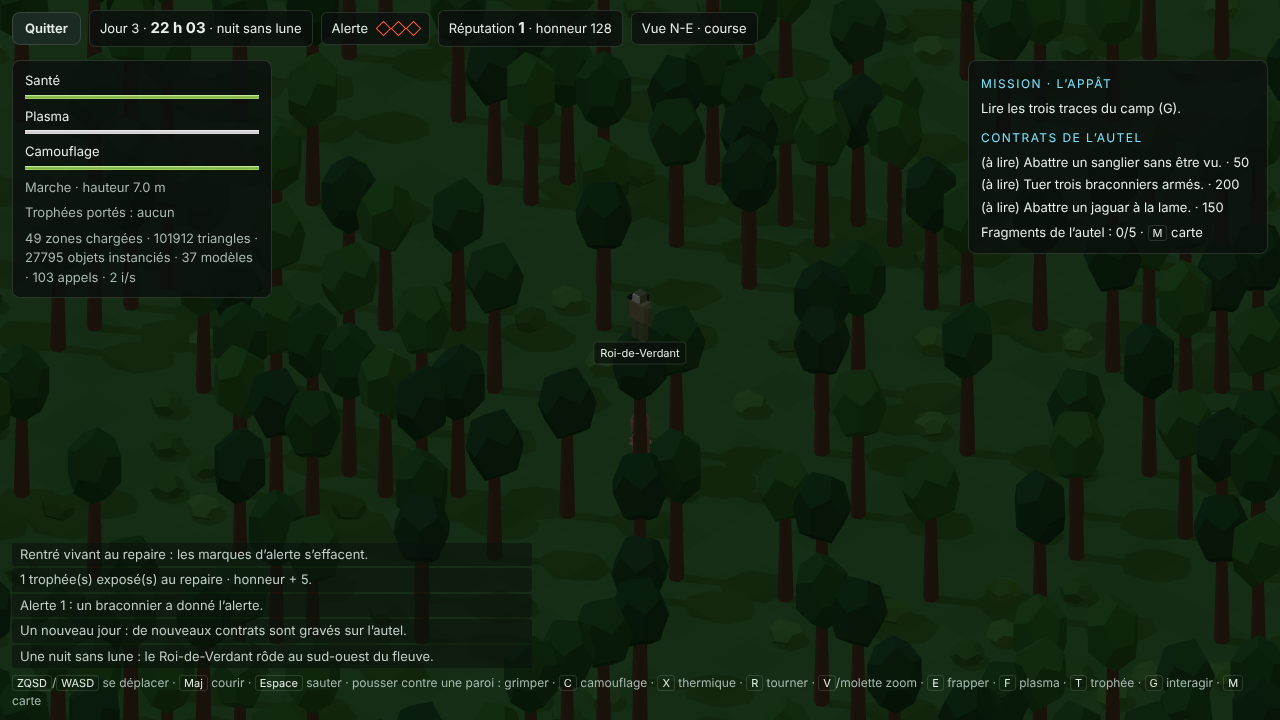 Quitter
Jour 3 · 22 h 03 · nuit sans lune
Alerte
Réputation 1 · honneur 128
Vue N-E · course
Santé
Plasma
Camouflage
Marche · hauteur 7.0 m
Trophées portés : aucun
49 zones chargées · 101912 triangles ·
27795 objets instanciés · 37 modèles
· 103 appels · 2 i/s
MISSION · L’APPÂT
Lire les trois traces du camp (G).
CONTRATS DE L’AUTEL
(à lire) Abattre un sanglier sans être vu. · 50
(à lire) Tuer trois braconniers armés. · 200
(à lire) Abattre un jaguar à la lame. · 150
Fragments de l’autel : 0/5 · M carte
Roi-de-Verdant
Rentré vivant au repaire : les marques d’alerte s’effacent.
1 trophée(s) exposé(s) au repaire · honneur + 5.
Alerte 1 : un braconnier a donné l’alerte.
Un nouveau jour : de nouveaux contrats sont gravés sur l’autel.
Une nuit sans lune : le Roi-de-Verdant rôde au sud-ouest du fleuve.
ZQSD / WASD se déplacer · Maj courir · Espace sauter · pousser contre une paroi : grimper · C camouflage · X thermique · R tourner · V /molette zoom · E frapper · F plasma · T trophée · G interagir · M
carte